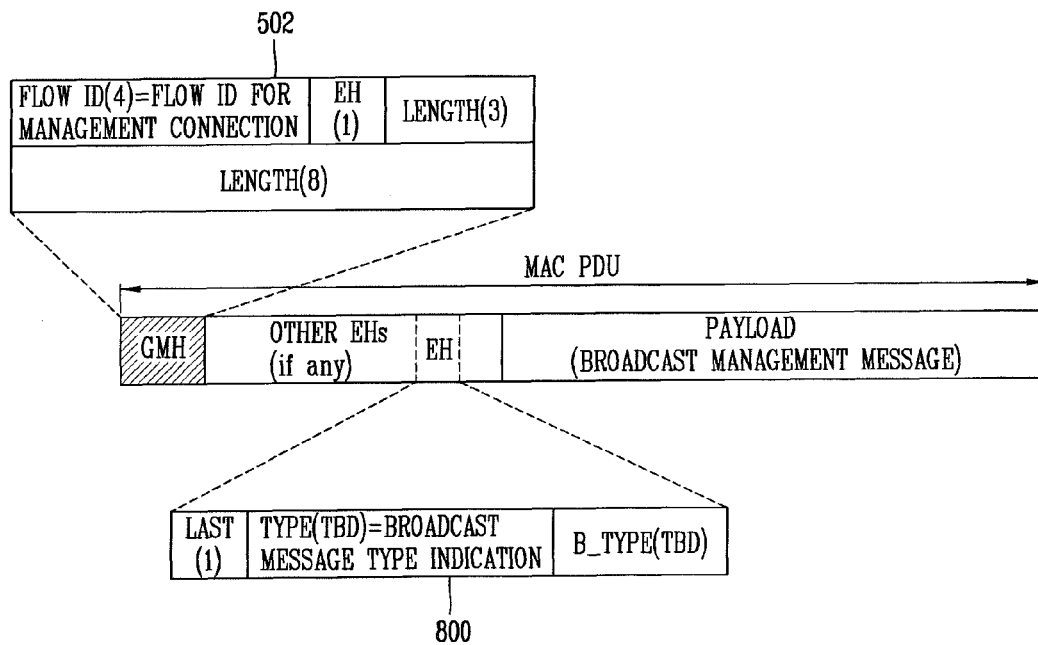 502
FLOW ID(4)=FLOW ID FOR
MANAGEMENT CONNECTION
EH
(1)
LENGTH(3)
LENGTH(8)
MAC PDU
GMH
OTHER EHs
(if any)
EH
PAYLOAD
(BROADCAST MANAGEMENT MESSAGE)
LAST
(1)
TYPE(TBD)=BROADCAST
MESSAGE TYPE INDICATION
B_TYPE(TBD)
800